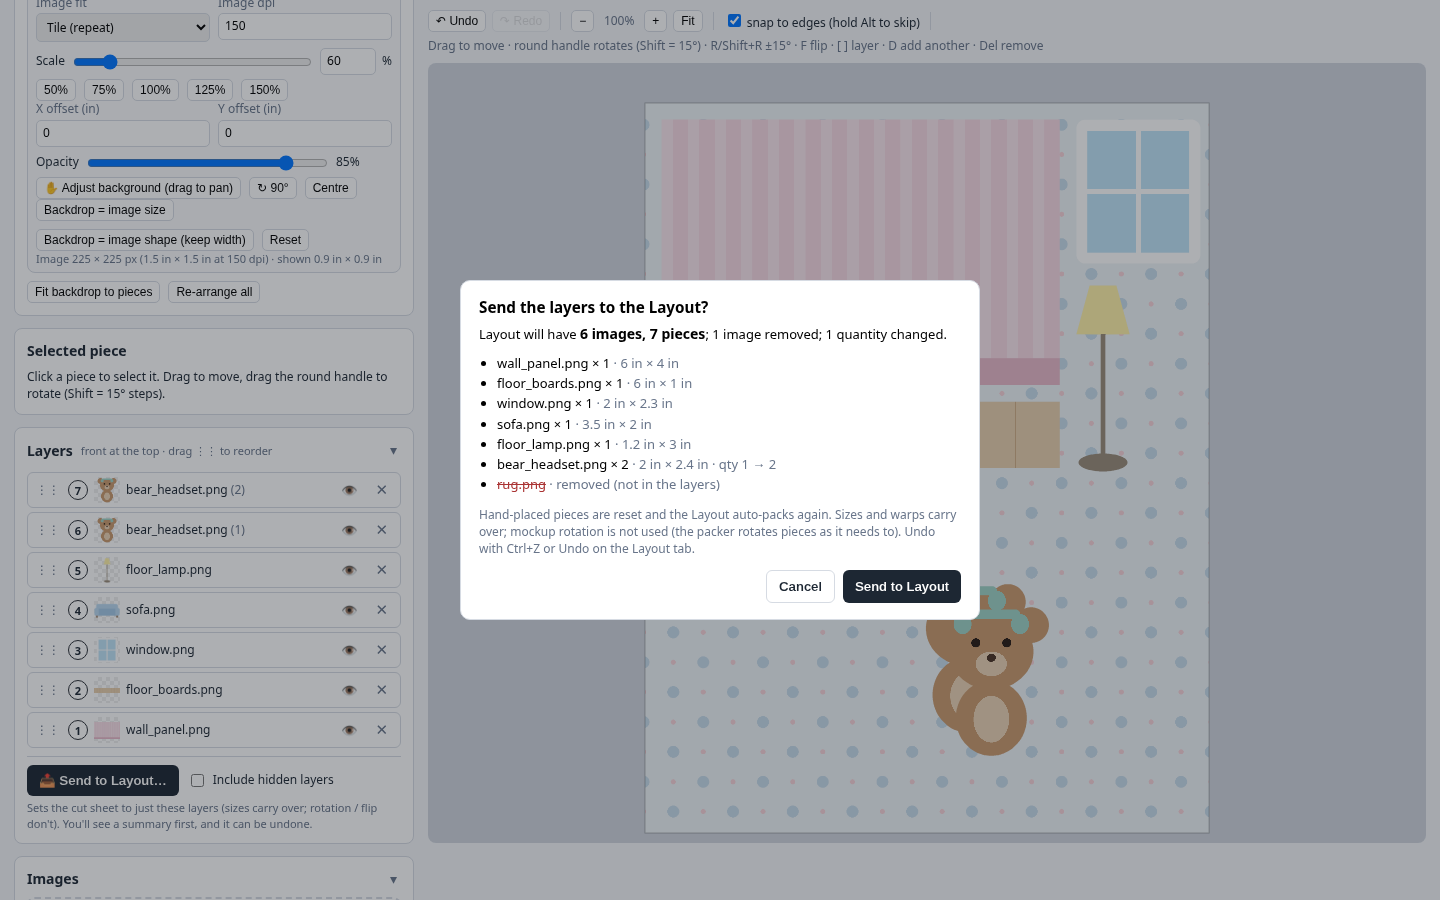 Image fit
Image dpi
Tile (repeat)
150
Scale
60
%
50%
75%
100%
125%
150%
X offset (in)
Y offset (in)
0
0
Opacity
85%
✋ Adjust background (drag to pan)
↻ 90°
Centre
Backdrop = image size
Backdrop = image shape (keep width)
Reset
Image 225 × 225 px (1.5 in × 1.5 in at 150 dpi) · shown 0.9 in × 0.9 in
Fit backdrop to pieces
Re-arrange all
Selected piece
Click a piece to select it. Drag to move, drag the round handle to
rotate (Shift = 15° steps).
Layers front at the top · drag ⋮⋮ to reorder ▼
⋮⋮ 7 bear_headset.png (2) 👁 ✕
⋮⋮ 6 bear_headset.png (1) 👁 ✕
⋮⋮ 5 floor_lamp.png 👁 ✕
⋮⋮ 4 sofa.png 👁 ✕
⋮⋮ 3 window.png 👁 ✕
⋮⋮ 2 floor_boards.png 👁 ✕
⋮⋮ 1 wall_panel.png 👁 ✕
📥 Send to Layout…
Include hidden layers
Sets the cut sheet to just these layers (sizes carry over; rotation / flip
don't). You'll see a summary first, and it can be undone.
Images ▼
↶ Undo
↷ Redo
−
100%
+
Fit
snap to edges (hold Alt to skip)
Drag to move · round handle rotates (Shift = 15°) · R/Shift+R ±15° · F flip · [ ] layer · D add another · Del remove
Send the layers to the Layout?
Layout will have 6 images, 7 pieces; 1 image removed; 1 quantity changed.
• wall_panel.png × 1 · 6 in × 4 in
• floor_boards.png × 1 · 6 in × 1 in
• window.png × 1 · 2 in × 2.3 in
• sofa.png × 1 · 3.5 in × 2 in
• floor_lamp.png × 1 · 1.2 in × 3 in
• bear_headset.png × 2 · 2 in × 2.4 in · qty 1 → 2
• rug.png · removed (not in the layers)
Hand-placed pieces are reset and the Layout auto-packs again. Sizes and warps carry
over; mockup rotation is not used (the packer rotates pieces as it needs to). Undo
with Ctrl+Z or Undo on the Layout tab.
Cancel
Send to Layout